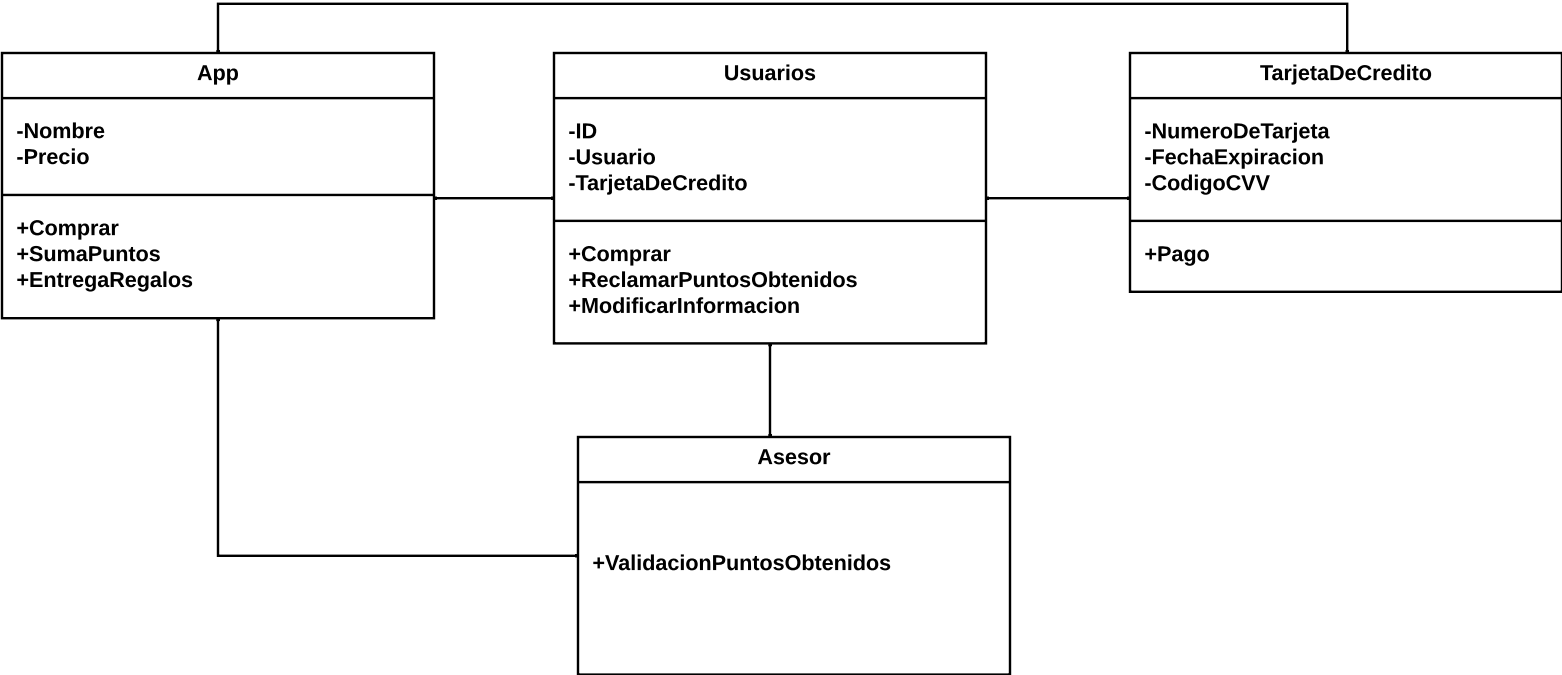 App
-Nombre
-Precio
+Comprar
+SumaPuntos
+EntregaRegalos
Usuarios
-ID
-Usuario
-TarjetaDeCredito
+Comprar
+ReclamarPuntosObtenidos
+ModificarInformacion
TarjetaDeCredito
-NumeroDeTarjeta
-FechaExpiracion
-CodigoCVV
+Pago
Asesor
+ValidacionPuntosObtenidos